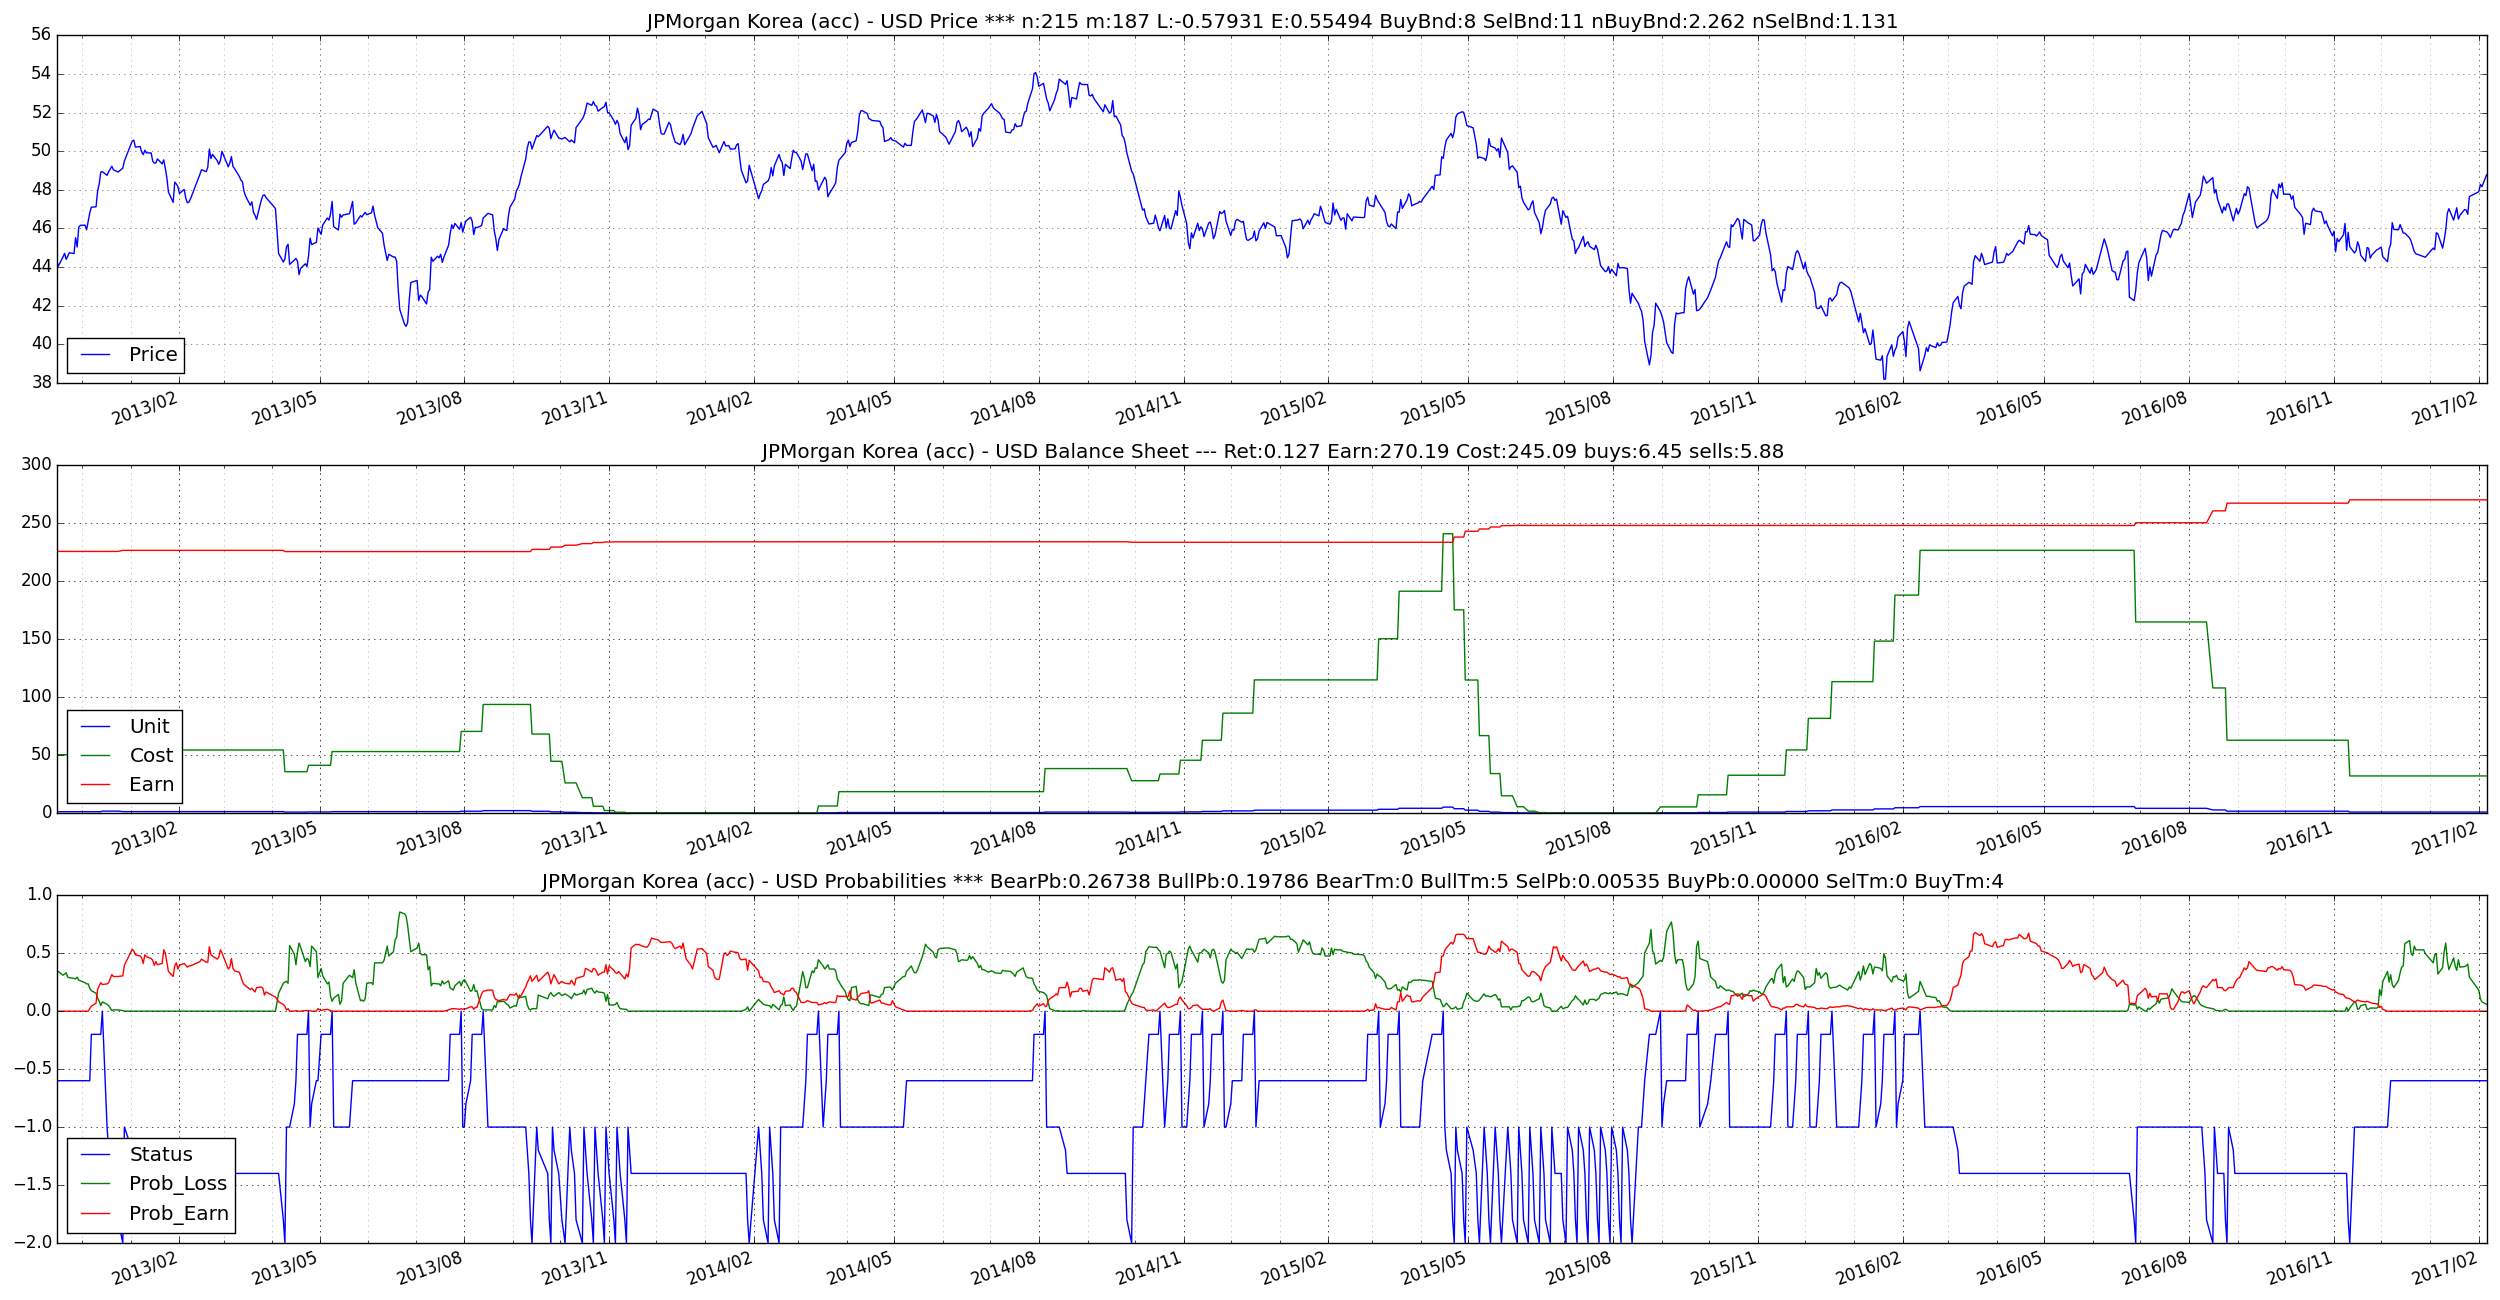 JPMorgan Korea (acc) - USD Price *** n:215 m:187 L:-0.57931 E:0.55494 BuyBnd:8 SelBnd:11 nBuyBnd:2.262 nSelBnd:1.131
56
54
52
50
48
46
44
42
40
38
Price
2013/02 2013/05 2013/08 2013/11 2014/02 2014/05 2014/08 2014/11 2015/02 2015/05 2015/08 2015/11 2016/02 2016/05 2016/08 2016/11 2017/02
JPMorgan Korea (acc) - USD Balance Sheet --- Ret:0.127 Earn:270.19 Cost:245.09 buys:6.45 sells:5.88
300
250
200
150
100
50
0
Unit
Cost
Earn
2013/02 2013/05 2013/08 2013/11 2014/02 2014/05 2014/08 2014/11 2015/02 2015/05 2015/08 2015/11 2016/02 2016/05 2016/08 2016/11 2017/02
JPMorgan Korea (acc) - USD Probabilities *** BearPb:0.26738 BullPb:0.19786 BearTm:0 BullTm:5 SelPb:0.00535 BuyPb:0.00000 SelTm:0 BuyTm:4
1.0
0.5
0.0
−0.5
−1.0
−1.5
−2.0
Status
Prob_Loss
Prob_Earn
2013/02 2013/05 2013/08 2013/11 2014/02 2014/05 2014/08 2014/11 2015/02 2015/05 2015/08 2015/11 2016/02 2016/05 2016/08 2016/11 2017/02